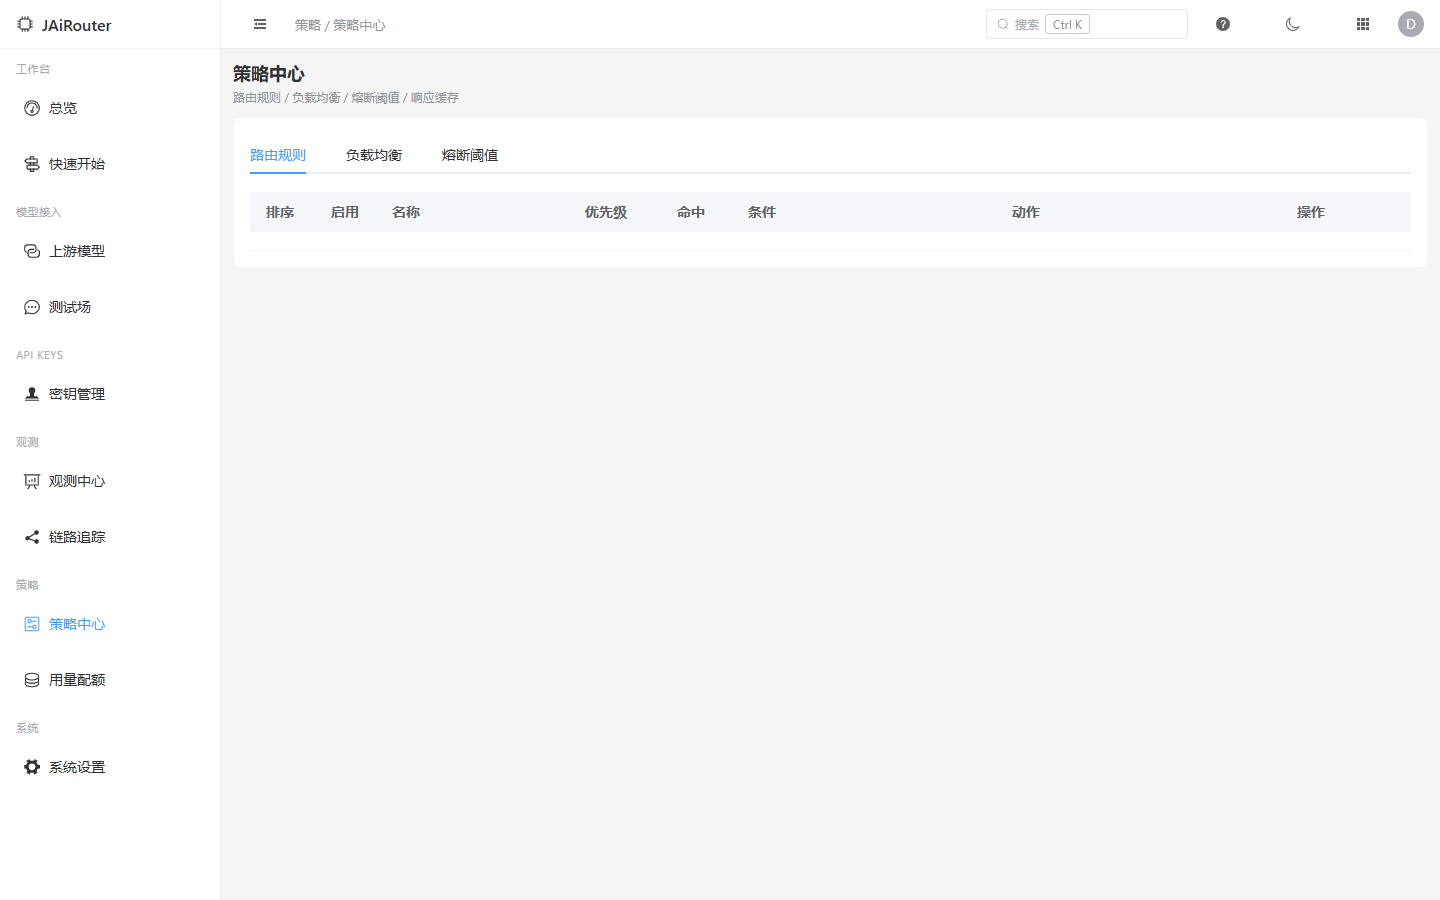 JAiRouter
策略 / 策略中心
搜索 Ctrl K
?
D
工作台
总览
快速开始
模型接入
上游模型
测试场
API KEYS
密钥管理
观测
观测中心
链路追踪
策略
策略中心
用量配额
系统
系统设置
策略中心
路由规则 / 负载均衡 / 熔断阈值 / 响应缓存
路由规则 负载均衡 熔断阈值
排序 启用 名称 优先级 命中 条件 动作 操作